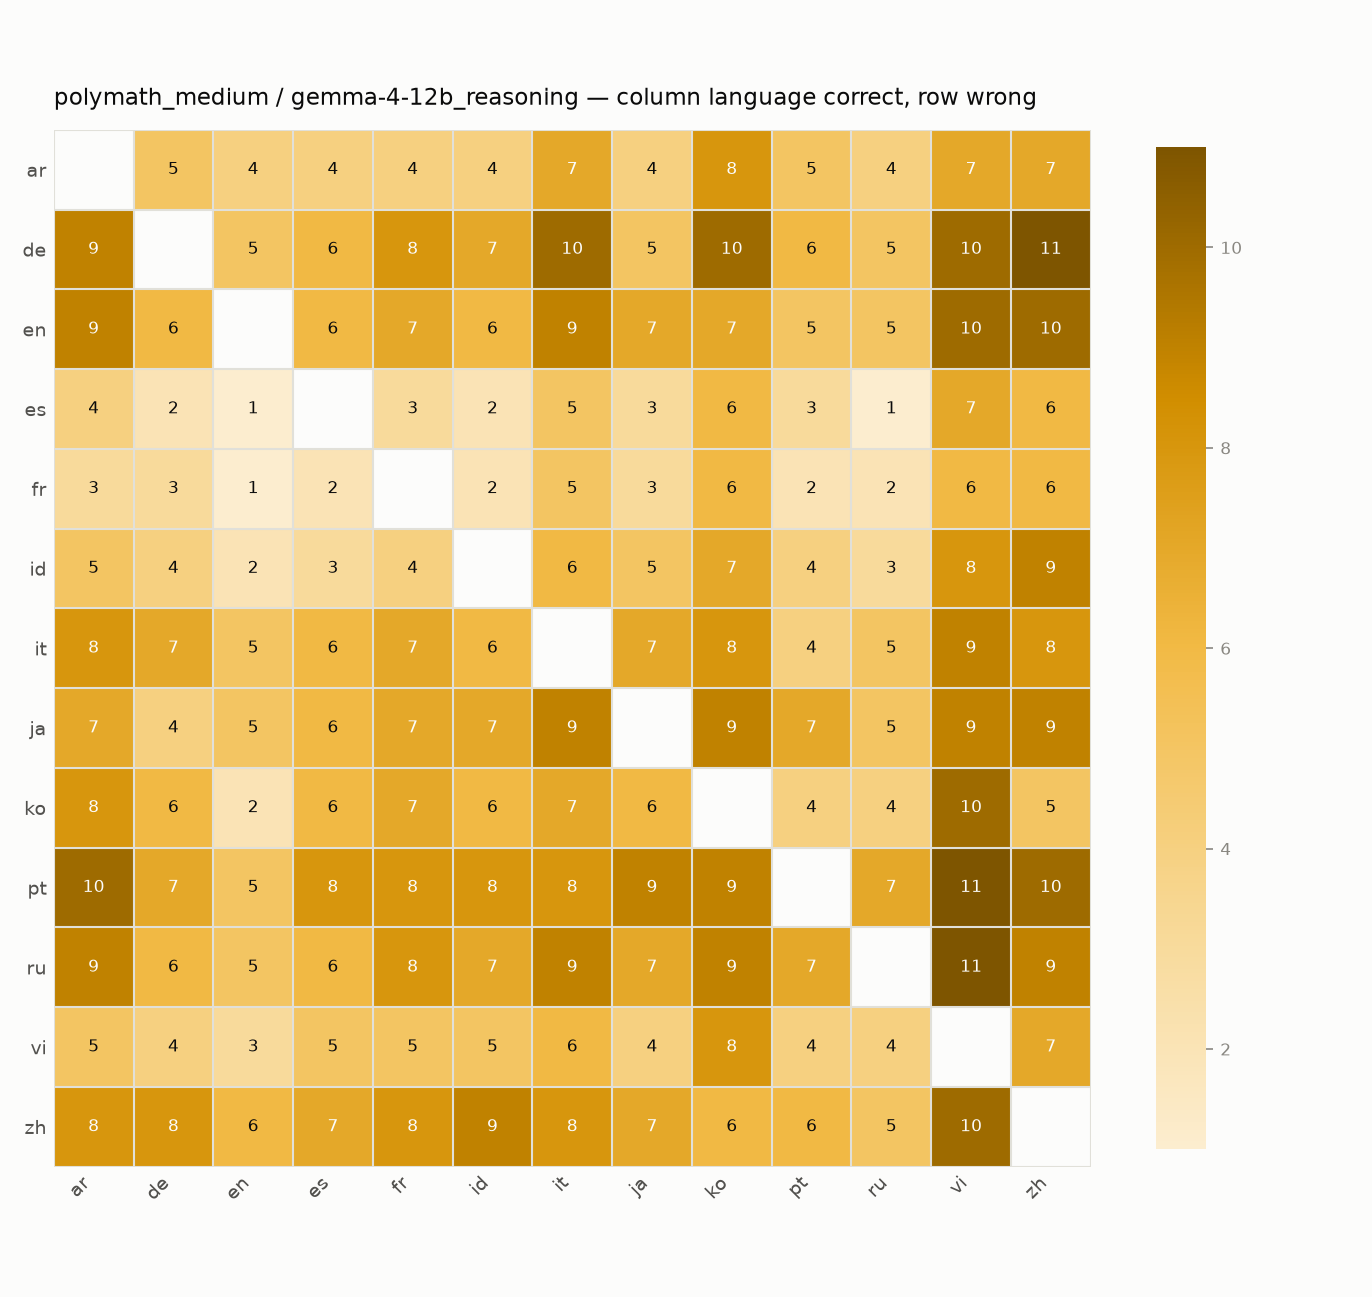 polymath_medium / gemma-4-12b_reasoning — column language correct, row wrong
ar 5 4 4 4 4 7 4 8 5 4 7 7
de 9 5 6 8 7 10 5 10 6 5 10 11
en 9 6 6 7 6 9 7 7 5 5 10 10
es 4 2 1 3 2 5 3 6 3 1 7 6
fr 3 3 1 2 2 5 3 6 2 2 6 6
id 5 4 2 3 4 6 5 7 4 3 8 9
it 8 7 5 6 7 6 7 8 4 5 9 8
ja 7 4 5 6 7 7 9 9 7 5 9 9
ko 8 6 2 6 7 6 7 6 4 4 10 5
pt 10 7 5 8 8 8 8 9 9 7 11 10
ru 9 6 5 6 8 7 9 7 9 7 11 9
vi 5 4 3 5 5 5 6 4 8 4 4 7
zh 8 8 6 7 8 9 8 7 6 6 5 10
ar de en es fr id it ja ko pt ru vi zh
10
8
6
4
2